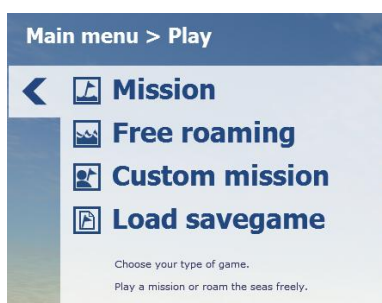 Main menu > Play
Mission
Free roaming
Custom mission
Load savegame
Choose your type of game.
Play a mission or roam the seas freely.